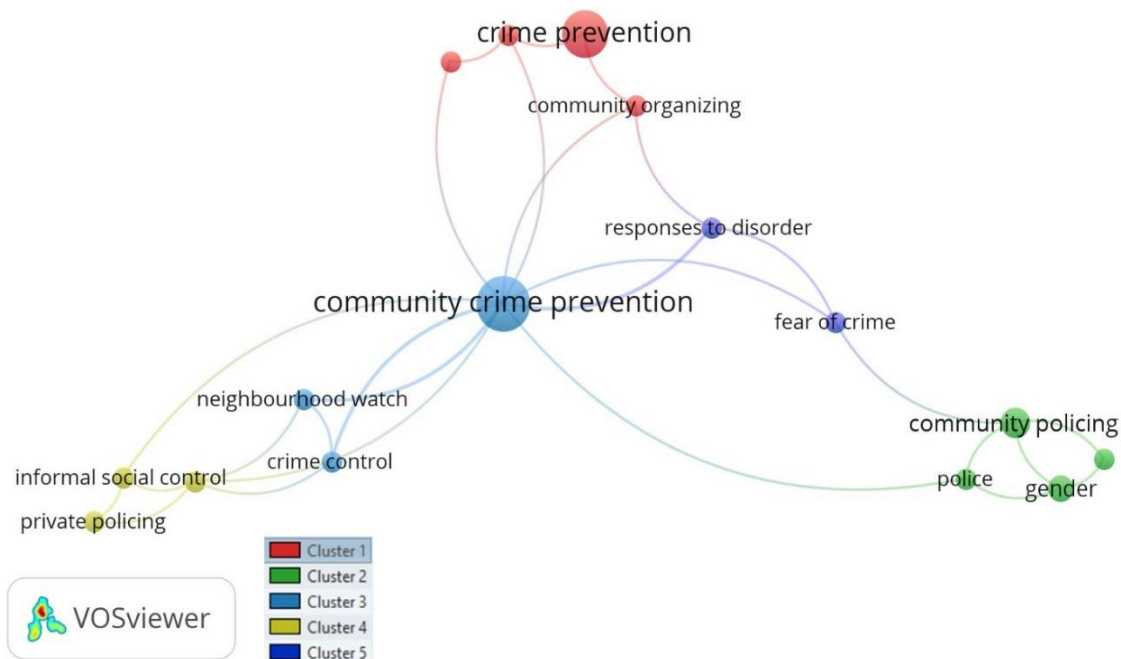 crime prevention
community organizing
responses to disorder
community crime prevention
fear of crime
neighbourhood watch
community policing
crime control
informal social control
police
gender
private policing
Cluster 1
Cluster 2
Cluster 3
Cluster 4
Cluster 5
VOSviewer